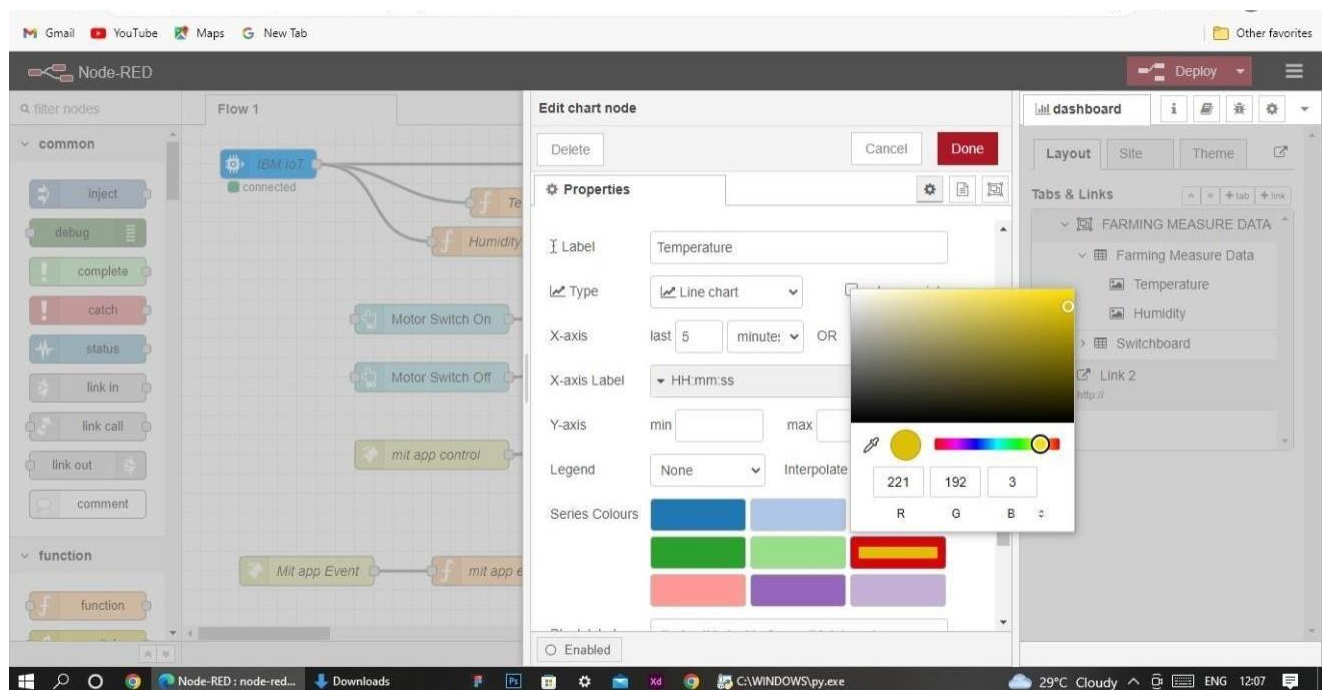 Gmail YouTube Maps New Tab Other favorites
Node-RED Deploy
filter nodes
Flow 1
Edit chart node
dashboard
common
Delete Cancel Done
Layout Site Theme
IBM IoT
connected
Properties
Tabs & Links
tab link
inject
Te
Label Temperature
FARMING MEASURE DATA
debug
Humidity
Farming Measure Data
complete
Type Line chart
Temperature
catch
Motor Switch On
Humidity
X-axis last 5 minutes OR
status
Switchboard
Motor Switch Off
X-axis Label HH:mm:ss
Link 2
http://
link in
link call
Y-axis min max
mit app control
link out
Legend None Interpolate
221 192 3
comment
Series Colours
R G B
function
Mit app Event
mit app e
function
Enabled
Node-RED : node-red... Downloads Ps Xd C:\WINDOWS\py.exe 29°C Cloudy ENG 12:07